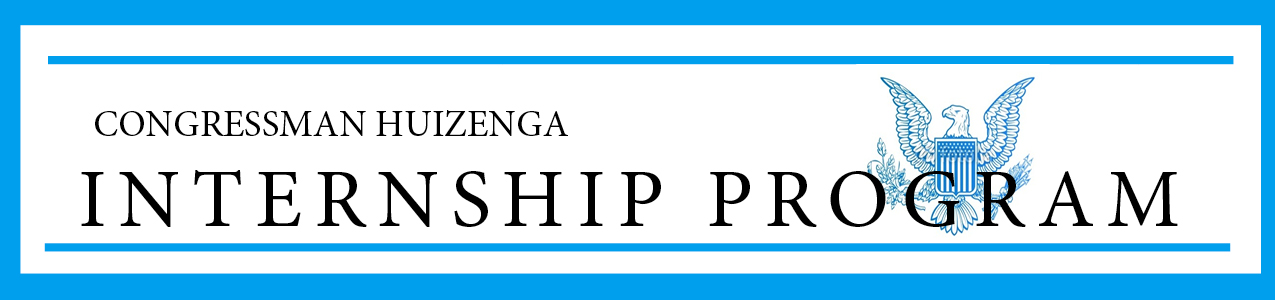 CONGRESSMAN HUIZENGA
INTERNSHIP PROGRAM